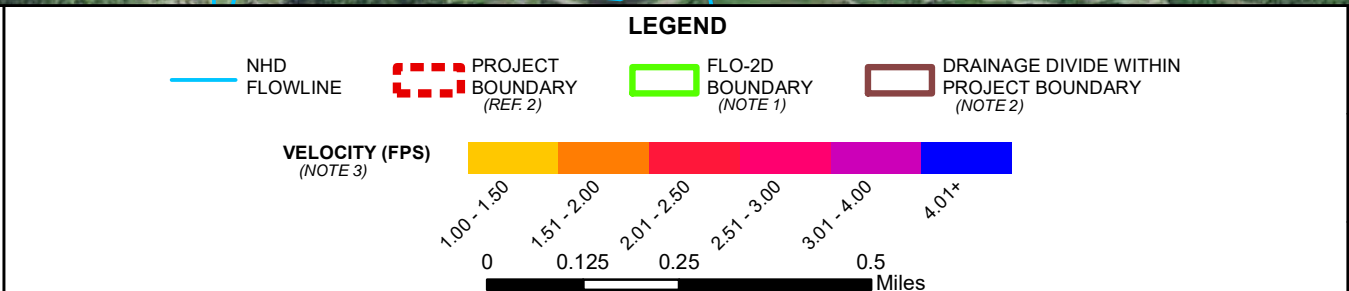 LEGEND
NHD
FLOWLINE
PROJECT
BOUNDARY
(REF. 2)
FLO-2D
BOUNDARY
(NOTE 1)
DRAINAGE DIVIDE WITHIN
PROJECT BOUNDARY
(NOTE 2)
VELOCITY (FPS)
(NOTE 3)
1.00 - 1.50
1.51 - 2.00
2.01 - 2.50
2.51 - 3.00
3.01 - 4.00
4.01+
0 0.125 0.25 0.5
Miles